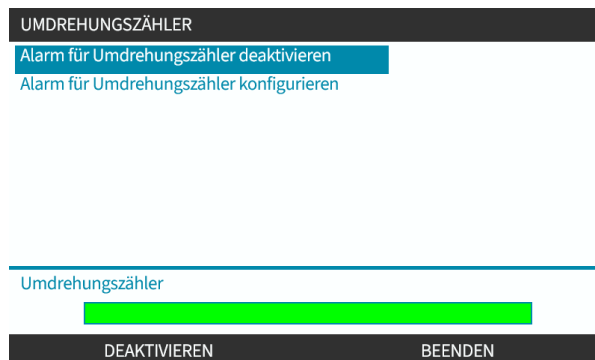 UMDREHUNGSZÄHLER
Alarm für Umdrehungszähler deaktivieren
Alarm für Umdrehungszähler konfigurieren
Umdrehungszähler
DEAKTIVIEREN BEENDEN